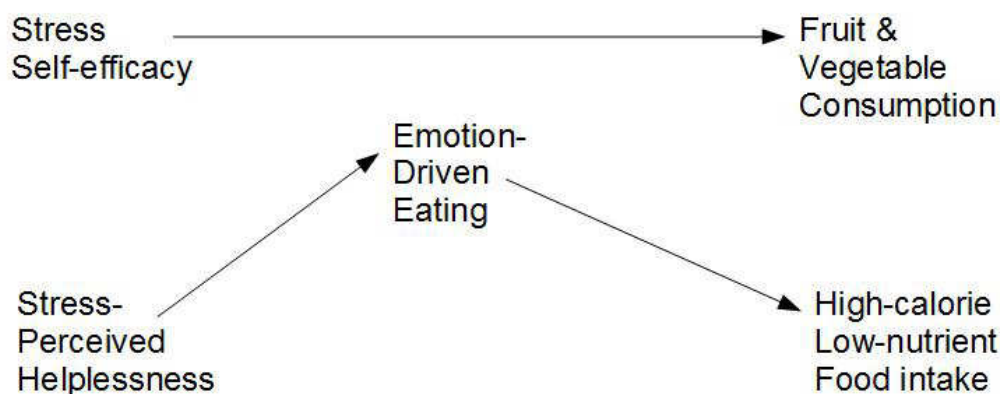 Stress
Self-efficacy
Fruit &
Vegetable
Consumption
Emotion-
Driven
Eating
Stress-
Perceived
Helplessness
High-calorie
Low-nutrient
Food intake